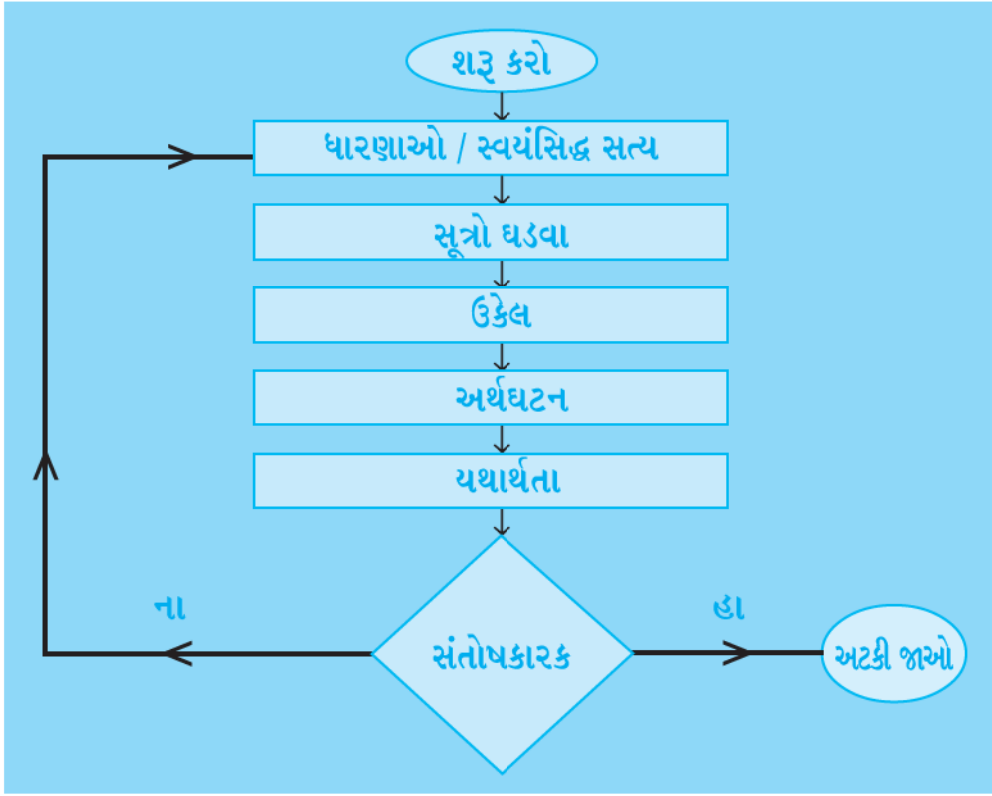 શરૂ કરો
ધારણાઓ / સ્વયંસિદ્ધ સત્ય
સૂત્રો ઘડવા
ઉકેલ
અર્થઘટન
યથાર્થતા
ના
હા
સંતોષકારક
અટકી જાઓ